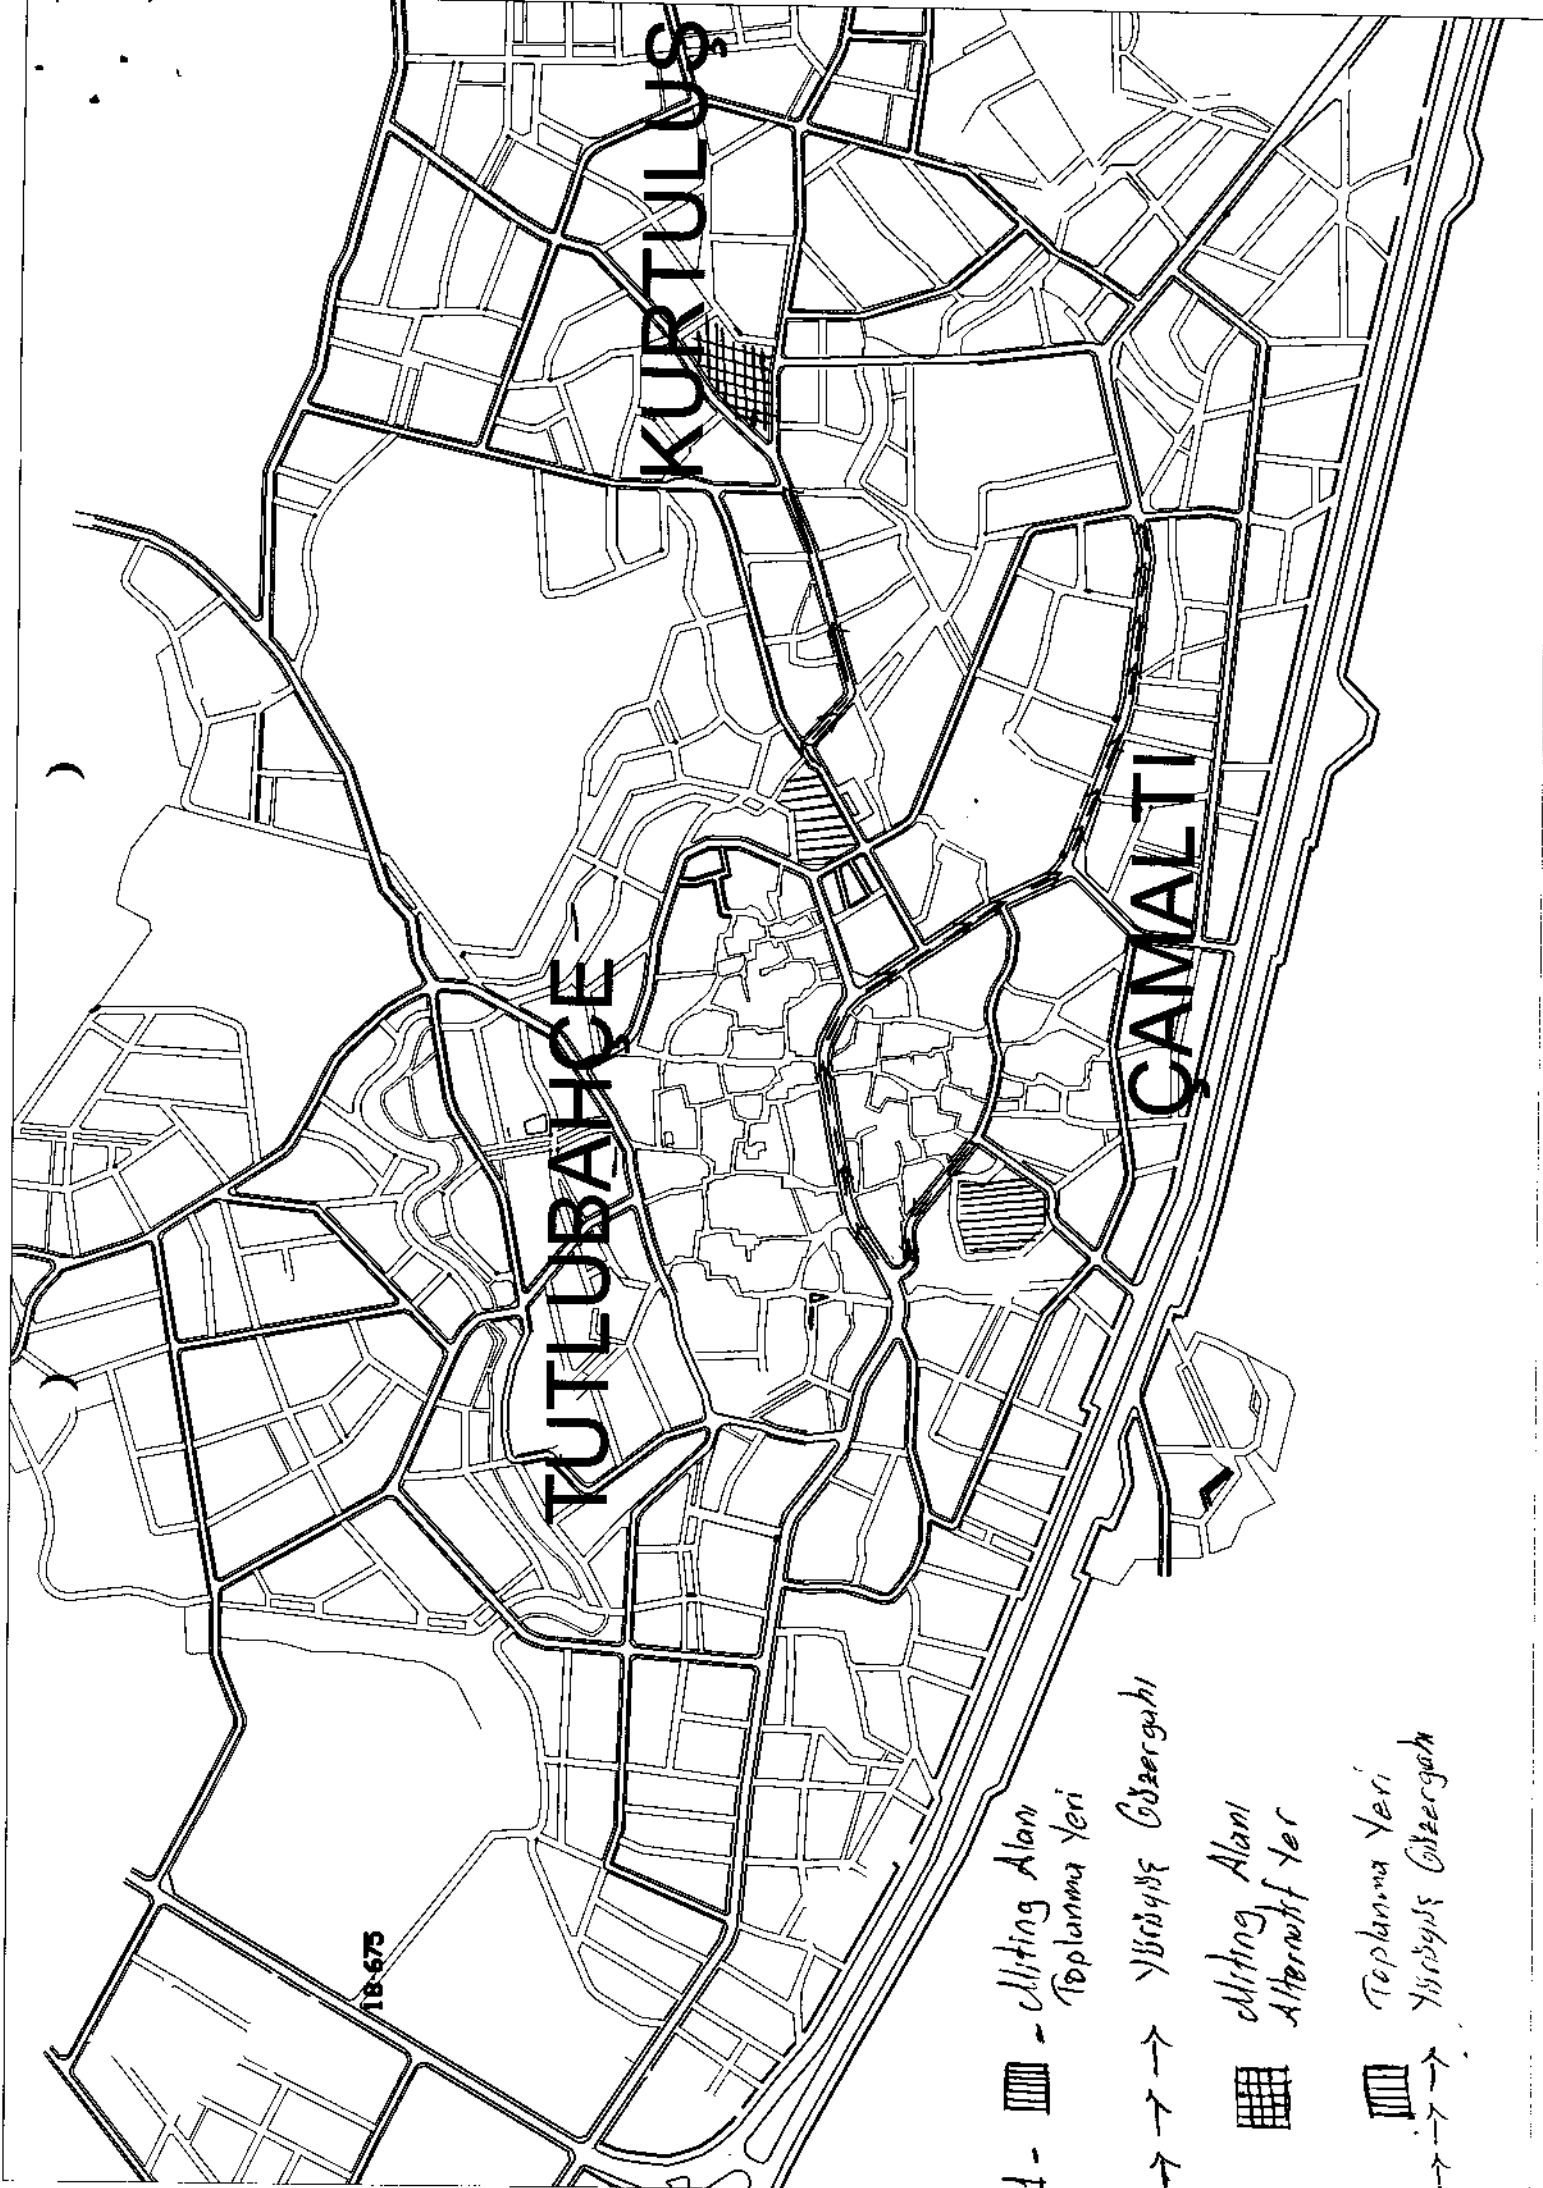 KURTULUŞ
TUTLUBAHÇE
ÇAMALTI
18-675
1- - Miting Alanı
Toplanma Yeri
→→→ Yürüyüş Güzergahı
Miting Alanı
Alternatif Yer
Toplanma Yeri
→→→ Yürüyüş Güzergahı